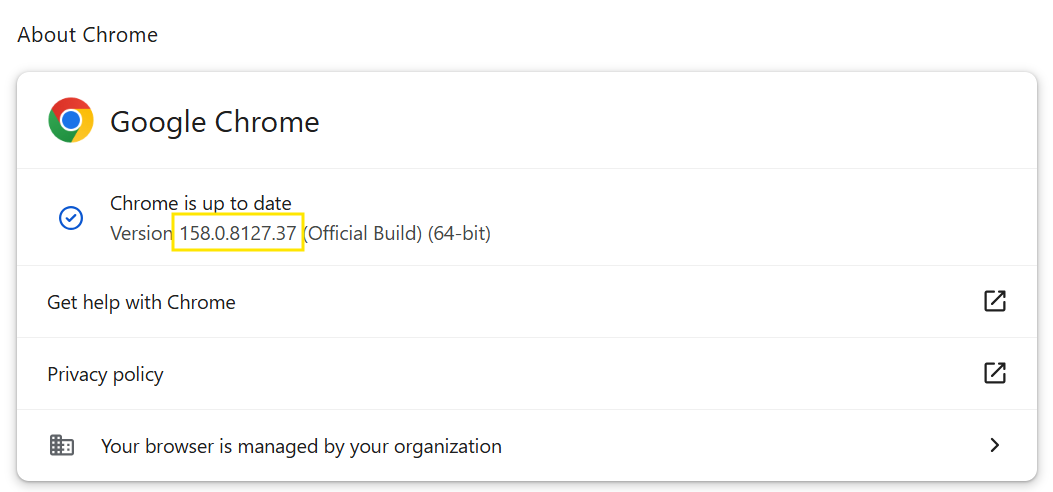 About Chrome
Google Chrome
Chrome is up to date
Version 158.0.8127.37 (Official Build) (64-bit)
Get help with Chrome
Privacy policy
Your browser is managed by your organization